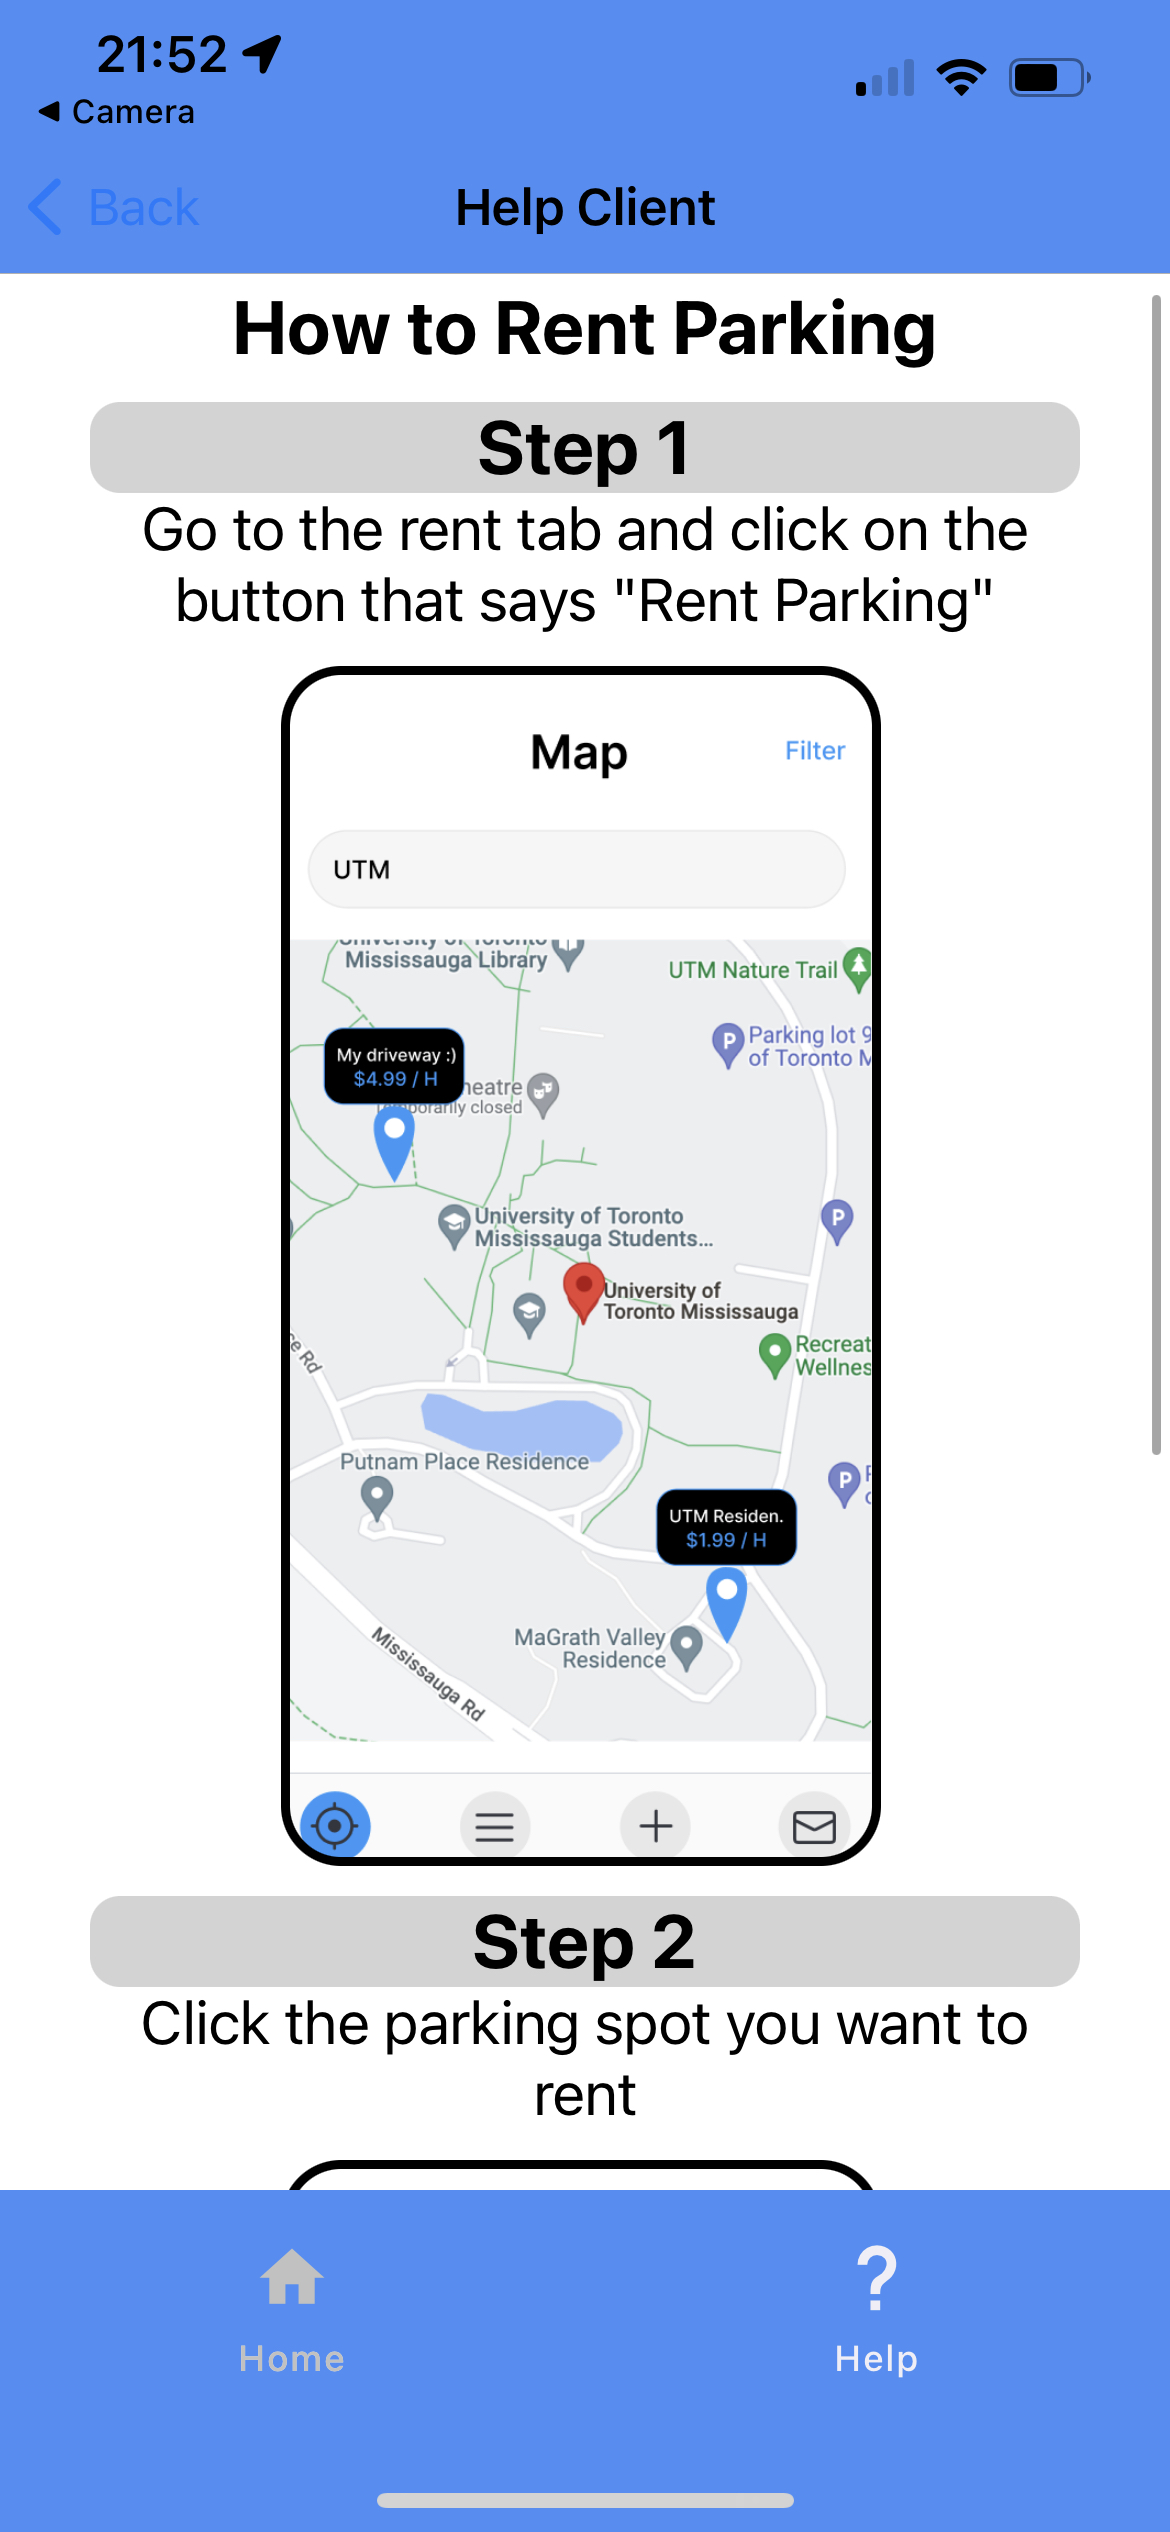 21:52
Camera
Back
Help Client
How to Rent Parking
Step 1
Go to the rent tab and click on the
button that says "Rent Parking"
Map
Filter
UTM
University of Toronto
Mississauga Library
UTM Nature Trail
Parking lot 9
of Toronto M
My driveway :)
$4.99 / H
heatre
Temporarily closed
University of Toronto
Mississauga Students...
P
University of
Toronto Mississauga
Recreat
Wellnes
ce Rd
Putnam Place Residence
P
UTM Residen.
$1.99 / H
MaGrath Valley
Residence
Mississauga Rd
Step 2
Click the parking spot you want to
rent
Home
Help